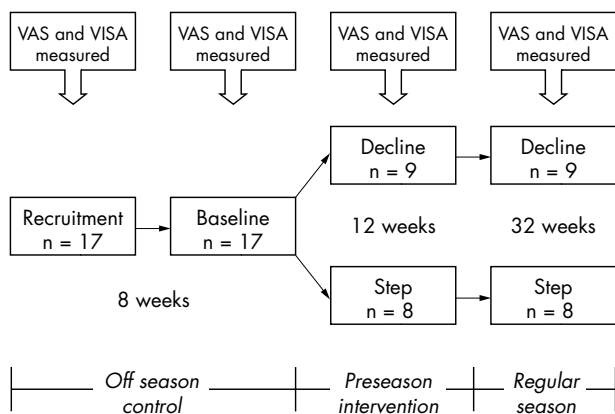 VAS and VISA
measured
VAS and VISA
measured
VAS and VISA
measured
VAS and VISA
measured
Decline
n = 9
Decline
n = 9
Recruitment
n = 17
Baseline
n = 17
12 weeks
32 weeks
8 weeks
Step
n = 8
Step
n = 8
Off season
control
Preseason
intervention
Regular
season